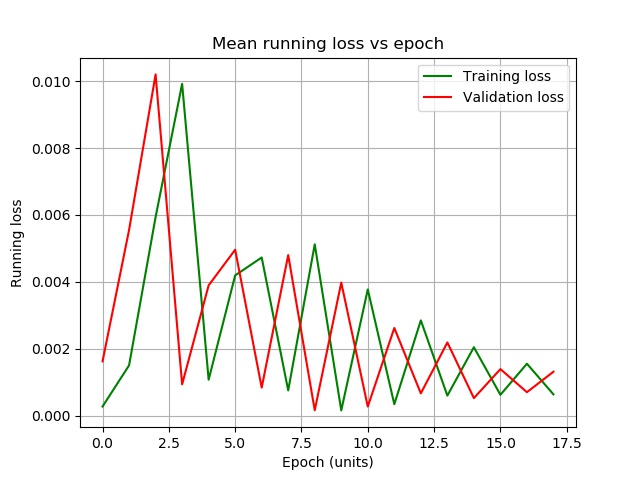 Mean running loss vs epoch
Training loss
Validation loss
0.010
0.008
0.006
0.004
0.002
0.000
Running loss
0.0 2.5 5.0 7.5 10.0 12.5 15.0 17.5
Epoch (units)